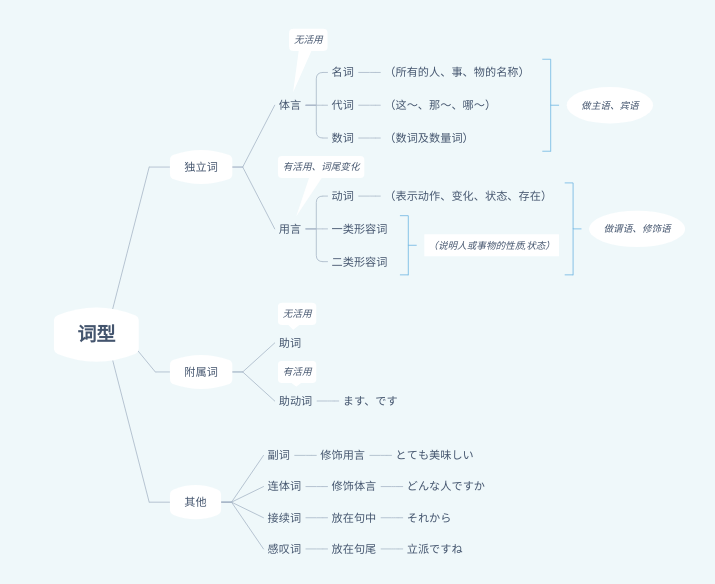 词型
独立词
无活用
体言
名词
（所有的人、事、物的名称）
代词
（这～、那～、哪～）
数词
（数词及数量词）
做主语、宾语
有活用、词尾变化
用言
动词
（表示动作、变化、状态、存在）
一类形容词
二类形容词
（说明人或事物的性质,状态）
做谓语、修饰语
附属词
无活用
助词
有活用
助动词
ます、です
其他
副词
修饰用言
とても美味しい
连体词
修饰体言
どんな人ですか
接续词
放在句中
それから
感叹词
放在句尾
立派ですね